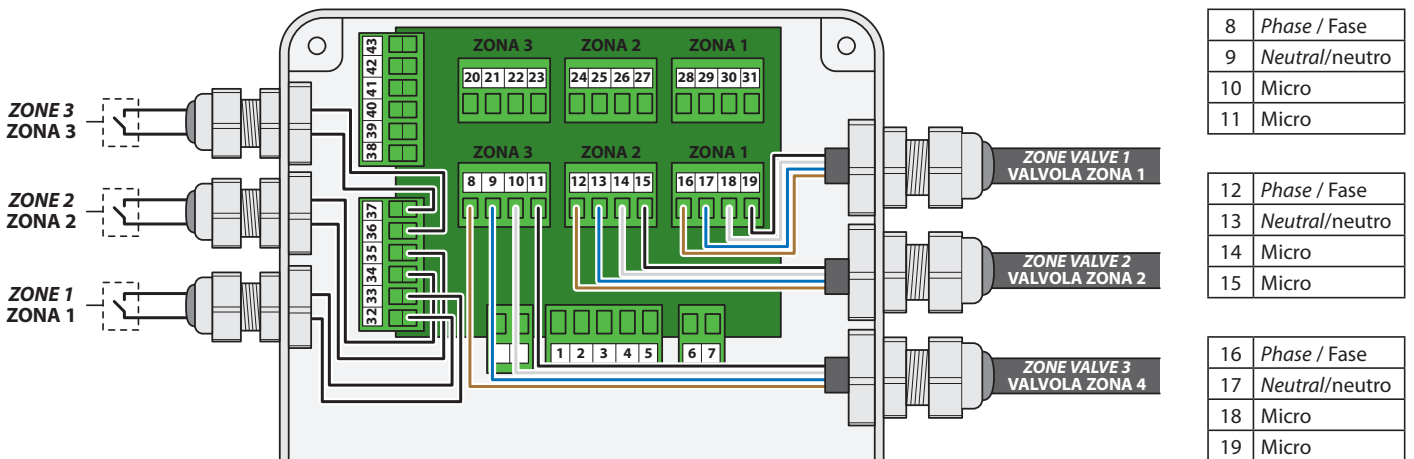 ZONE 3
ZONA 3
ZONE 2
ZONA 2
ZONE 1
ZONA 1
43
42
41
40
39
38
37
36
35
34
33
32
ZONA 3 ZONA 2 ZONA 1
20 21 22 23 24 25 26 27 28 29 30 31
ZONA 3 ZONA 2 ZONA 1
8 9 10 11 12 13 14 15 16 17 18 19
1 2 3 4 5 6 7
ZONE VALVE 1
VALVOLA ZONA 1
ZONE VALVE 2
VALVOLA ZONA 2
ZONE VALVE 3
VALVOLA ZONA 4
8 Phase / Fase
9 Neutral/neutro
10 Micro
11 Micro
12 Phase / Fase
13 Neutral/neutro
14 Micro
15 Micro
16 Phase / Fase
17 Neutral/neutro
18 Micro
19 Micro